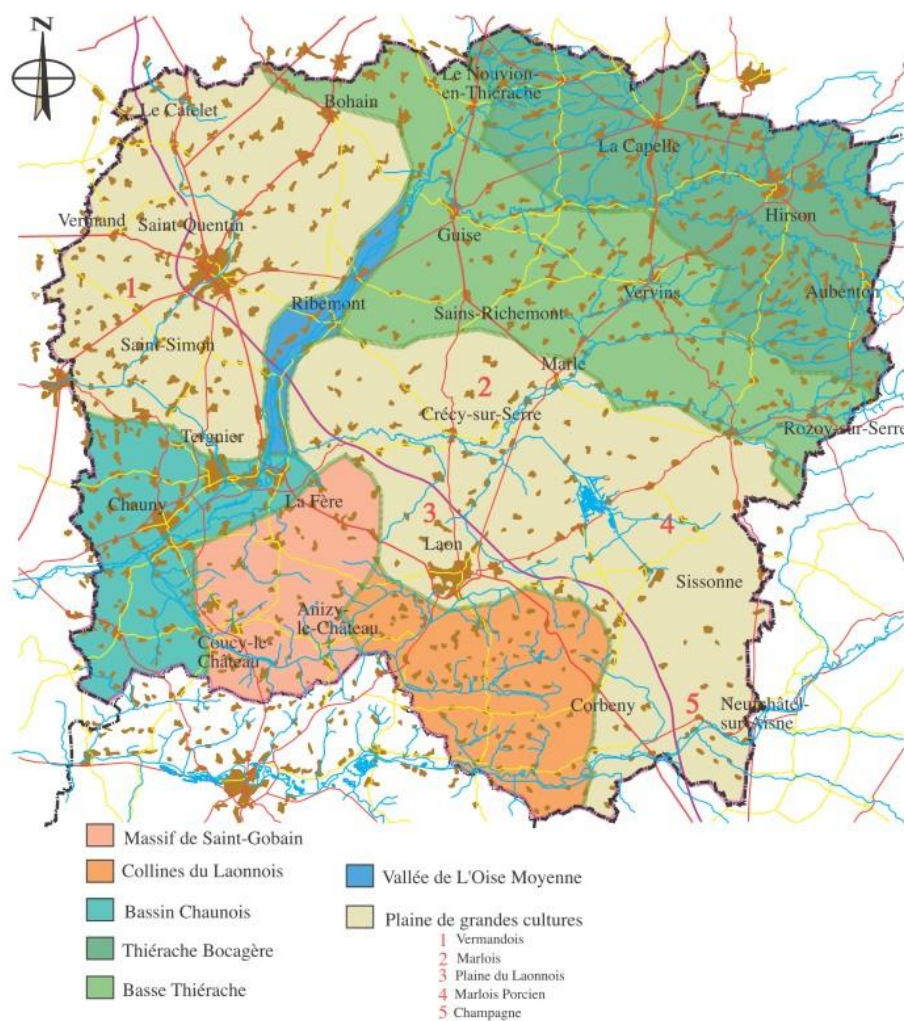 N
Le Catelet
Bohain
Le Nouvion-
en-Thiérache
La Capelle
Hirson
Vermand
Saint Quentin
Guise
1
Ribemont
Sains-Richemont
Vervins
Aubenton
Saint-Simon
Marle
2
Crécy-sur-Serre
Rozoy-sur-Serre
Tergnier
Chauny
La Fère
3
4
Laon
Sissonne
Anizy-
le-Château
Coucy-le-
Château
Corbeny
5
Neufchâtel-
sur-Aisne
Massif de Saint-Gobain
Collines du Laonnois
Bassin Chaunois
Thiérache Bocagère
Basse Thiérache
Vallée de L'Oise Moyenne
Plaine de grandes cultures
1 Vermandois
2 Marlois
3 Plaine du Laonnois
4 Marlois Porcien
5 Champagne